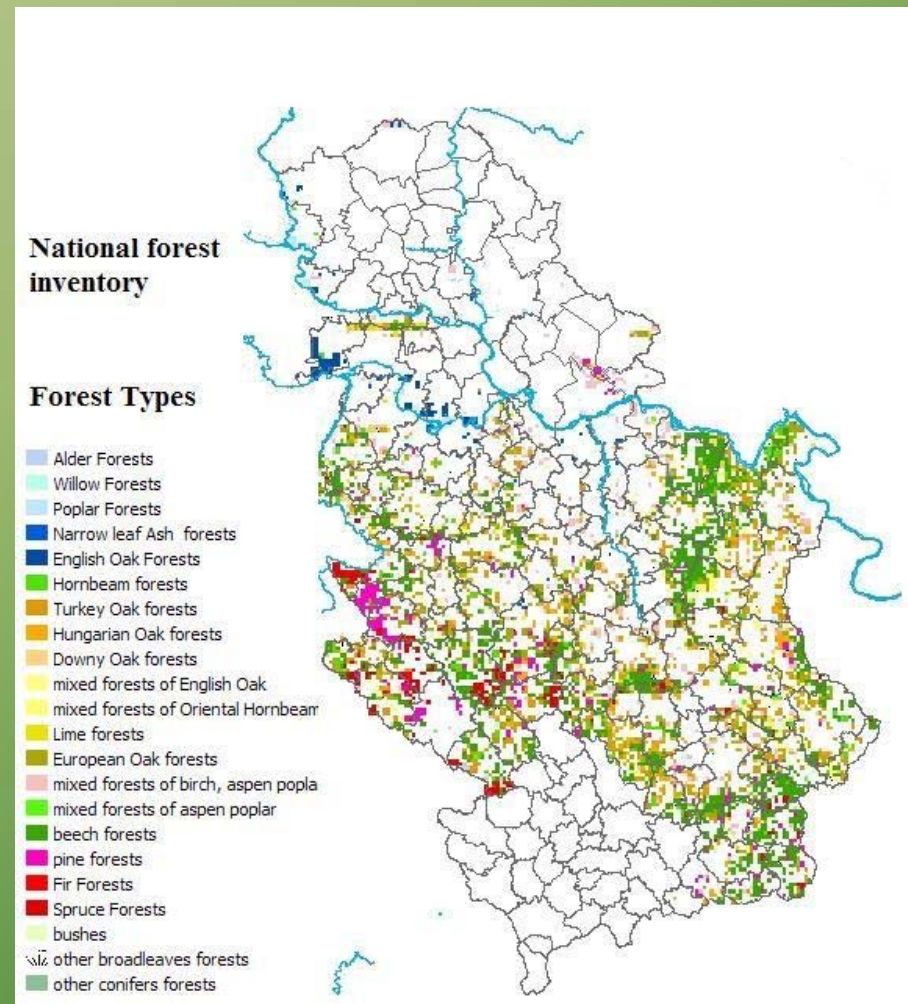 National forest
inventory
Forest Types
Alder Forests
Willow Forests
Poplar Forests
Narrow leaf Ash forests
English Oak Forests
Hornbeam forests
Turkey Oak forests
Hungarian Oak forests
Downy Oak forests
mixed forests of English Oak
mixed forests of Oriental Hornbeam
Lime forests
European Oak forests
mixed forests of birch, aspen popla
mixed forests of aspen poplar
beech forests
pine forests
Fir Forests
Spruce Forests
bushes
other broadleaves forests
other conifers forests